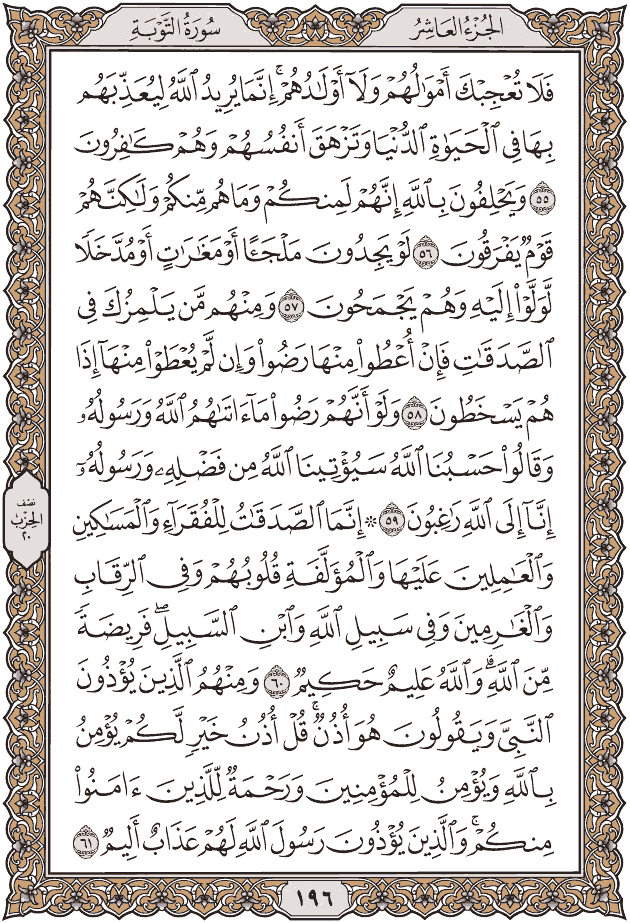 الجُزْءُ العَاشِرُ
سُورَةُ التَّوْبَةِ
فَلَا تُعْجِبْكَ أَمْوَٰلُهُمْ وَلَآ أَوْلَٰدُهُمْ ۚ إِنَّمَا يُرِيدُ ٱللَّهُ لِيُعَذِّبَهُم
بِهَا فِى ٱلْحَيَوٰةِ ٱلدُّنْيَا وَتَزْهَقَ أَنفُسُهُمْ وَهُمْ كَٰفِرُونَ
٥٥ وَيَحْلِفُونَ بِٱللَّهِ إِنَّهُمْ لَمِنكُمْ وَمَا هُم مِّنكُمْ وَلَٰكِنَّهُمْ
قَوْمٌ يَفْرَقُونَ ٥٦ لَوْ يَجِدُونَ مَلْجَـًٔا أَوْ مَغَٰرَٰتٍ أَوْ مُدَّخَلًا
لَّوَلَّوْا۟ إِلَيْهِ وَهُمْ يَجْمَحُونَ ٥٧ وَمِنْهُم مَّن يَلْمِزُكَ فِى
ٱلصَّدَقَٰتِ فَإِنْ أُعْطُوا۟ مِنْهَا رَضُوا۟ وَإِن لَّمْ يُعْطَوْا۟ مِنْهَآ إِذَا
هُمْ يَسْخَطُونَ ٥٨ وَلَوْ أَنَّهُمْ رَضُوا۟ مَآ ءَاتَىٰهُمُ ٱللَّهُ وَرَسُولُهُۥ
وَقَالُوا۟ حَسْبُنَا ٱللَّهُ سَيُؤْتِينَا ٱللَّهُ مِن فَضْلِهِۦ وَرَسُولُهُۥٓ
إِنَّآ إِلَى ٱللَّهِ رَٰغِبُونَ ٥٩ * إِنَّمَا ٱلصَّدَقَٰتُ لِلْفُقَرَآءِ وَٱلْمَسَٰكِينِ
وَٱلْعَٰمِلِينَ عَلَيْهَا وَٱلْمُؤَلَّفَةِ قُلُوبُهُمْ وَفِى ٱلرِّقَابِ
وَٱلْغَٰرِمِينَ وَفِى سَبِيلِ ٱللَّهِ وَٱبْنِ ٱلسَّبِيلِ ۖ فَرِيضَةً
مِّنَ ٱللَّهِ ۗ وَٱللَّهُ عَلِيمٌ حَكِيمٌ ٦٠ وَمِنْهُمُ ٱلَّذِينَ يُؤْذُونَ
ٱلنَّبِىَّ وَيَقُولُونَ هُوَ أُذُنٌ ۚ قُلْ أُذُنُ خَيْرٍ لَّكُمْ يُؤْمِنُ
بِٱللَّهِ وَيُؤْمِنُ لِلْمُؤْمِنِينَ وَرَحْمَةٌ لِّلَّذِينَ ءَامَنُوا۟
مِنكُمْ ۚ وَٱلَّذِينَ يُؤْذُونَ رَسُولَ ٱللَّهِ لَهُمْ عَذَابٌ أَلِيمٌ ٦١
نِصْف
الحِزْب
٢٠
١٩٦